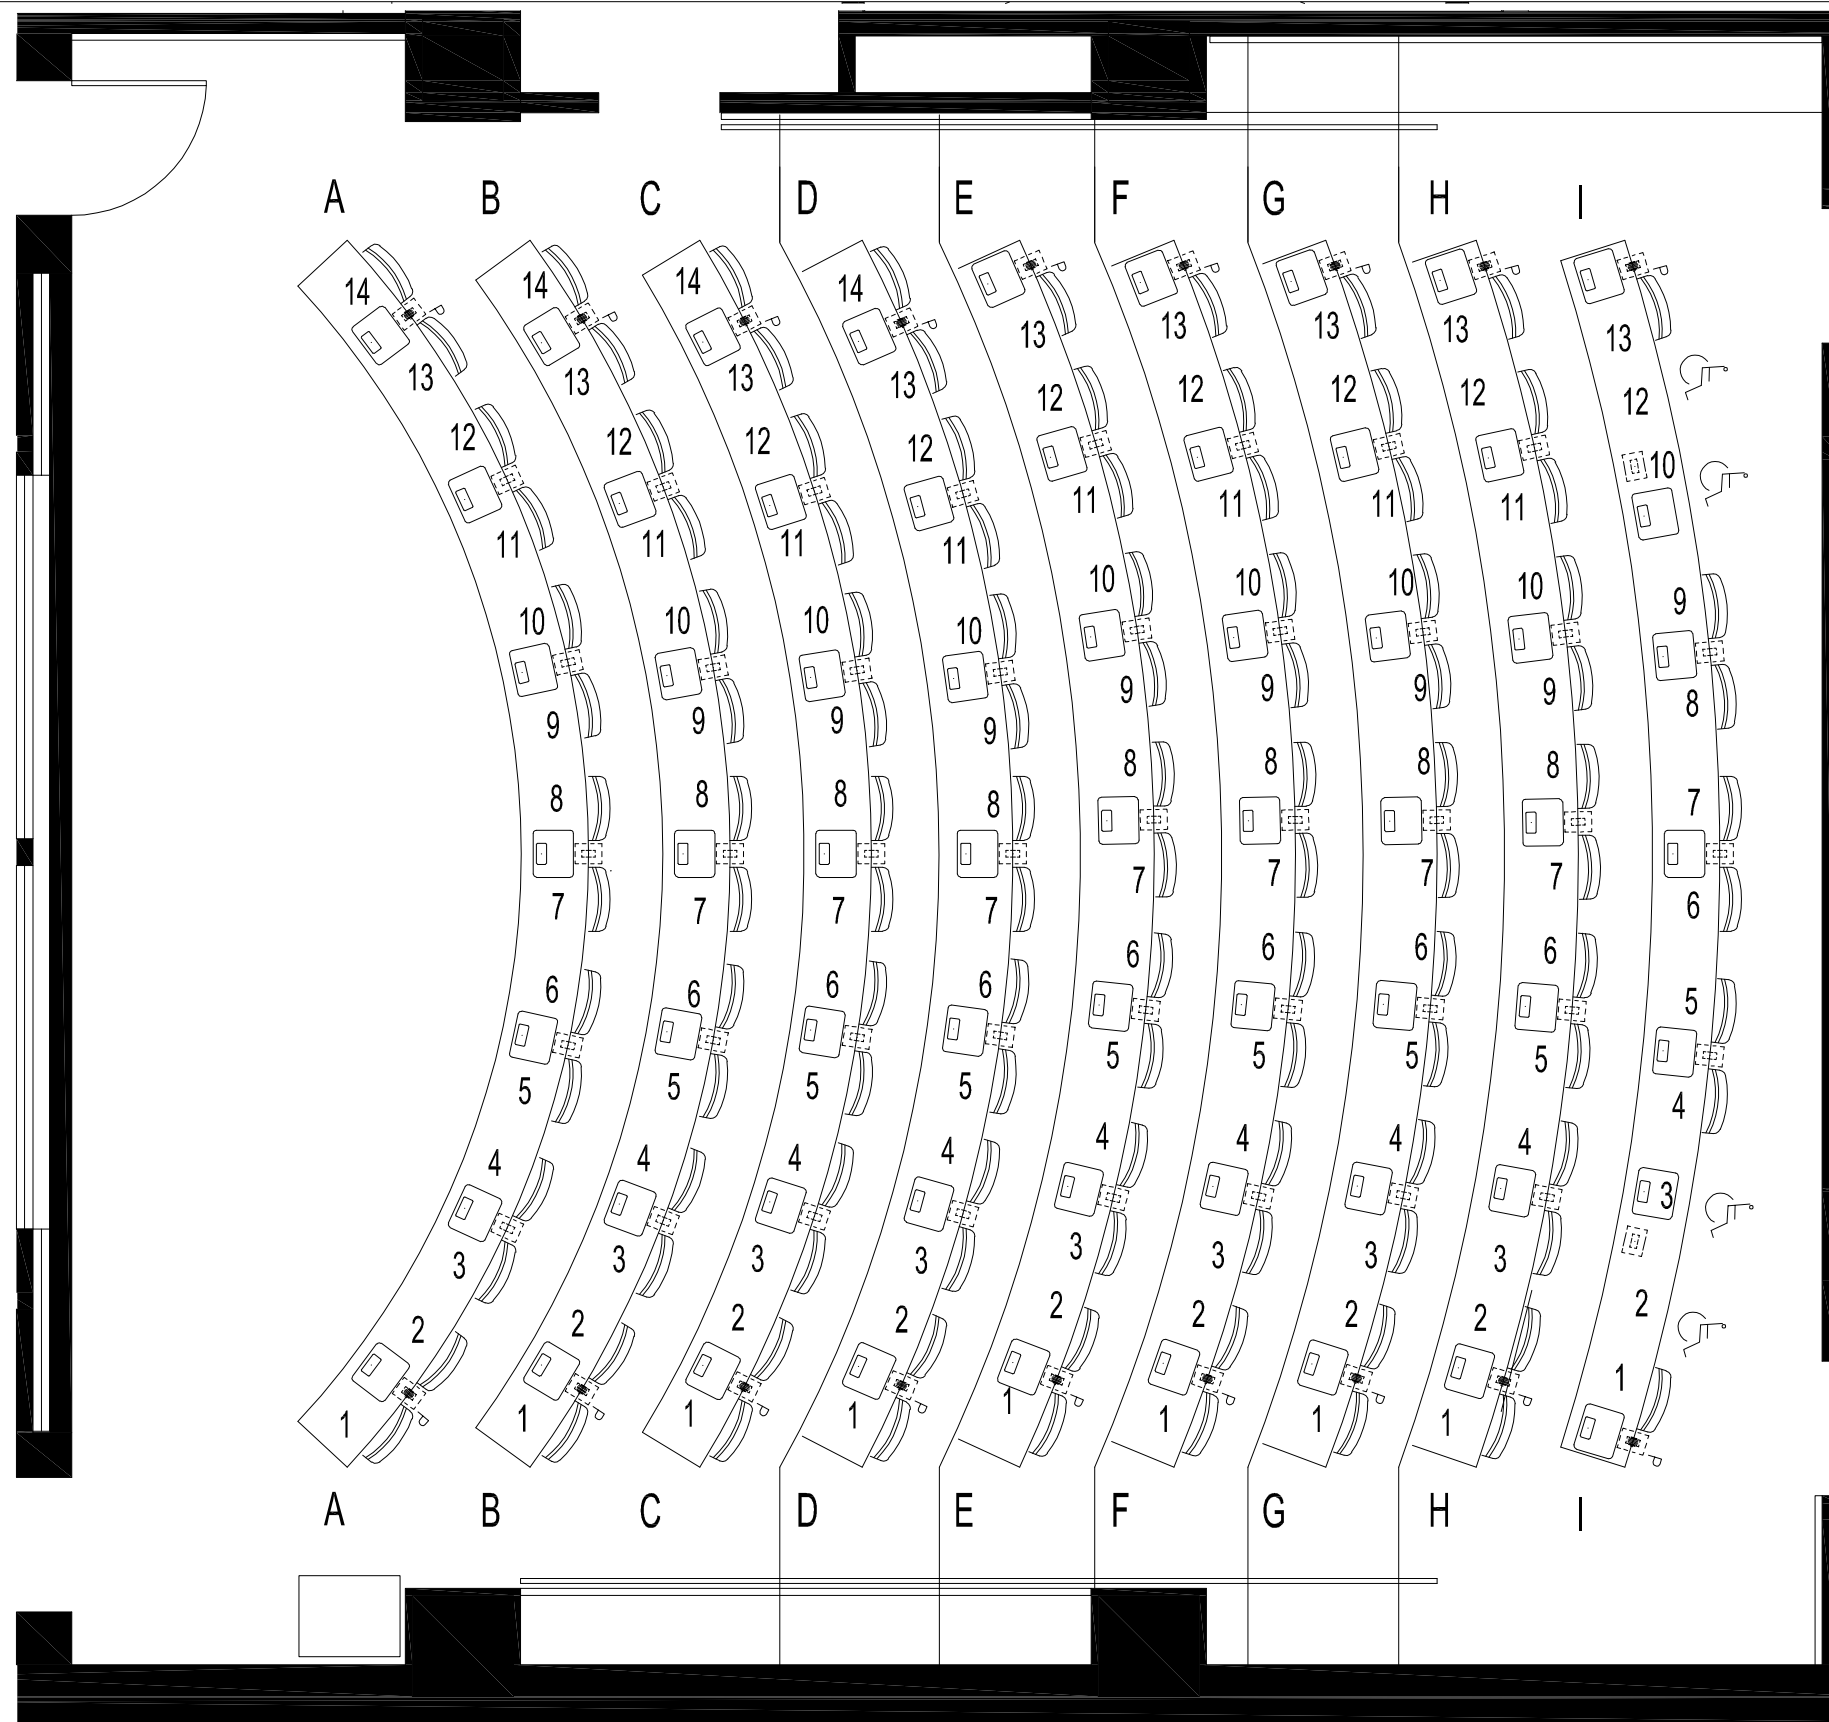 A B C D E F G H I
14 14 14 14
13 13 13 13 13 13 13 13 13
12 12 12 12 12 12 12 12 12
11 11 11 11 11 11 11 11
10 10 10 10 10 10 10 10 10
9 9 9 9 9 9 9 9 9
8 8 8 8 8 8 8 8 8
7 7 7 7 7 7 7 7 7
6 6 6 6 6 6 6 6 6
5 5 5 5 5 5 5 5 5
4 4 4 4 4 4 4 4 4
3 3 3 3 3 3 3 3 3
2 2 2 2 2 2 2 2 2
1 1 1 1 1 1 1 1 1
A B C D E F G H I